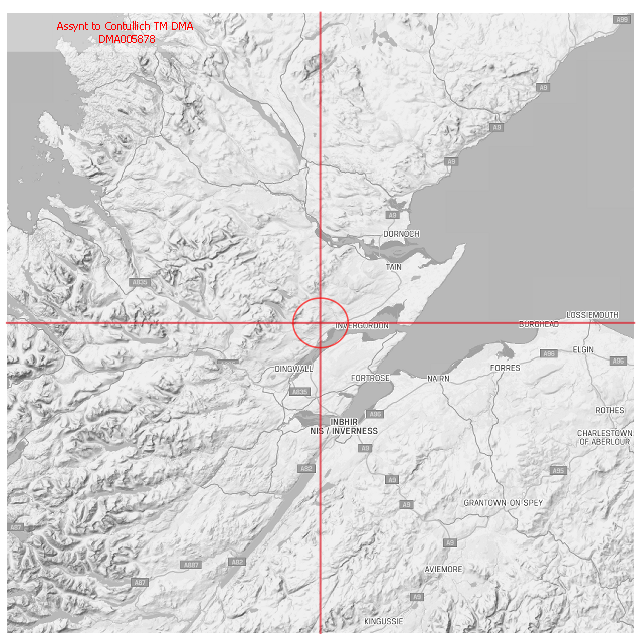 Assynt to Contullich TM DMA
DMA005878
A99
A9
A9
A9
A9
DORNOCH
TAIN
A835
LOSSIEMOUTH
INVERGORDON
BURGHEAD
ELGIN
A96
A96
DINGWALL
FORRES
FORTROSE
NAIRN
A835
ROTHES
A96
INBHIR
NIS / INVERNESS
CHARLESTOWN
OF ABERLOUR
A9
A82
A95
A9
GRANTOWN-ON-SPEY
A9
A87
A9
A82
A887
AVIEMORE
A87
A9
KINGUSSIE